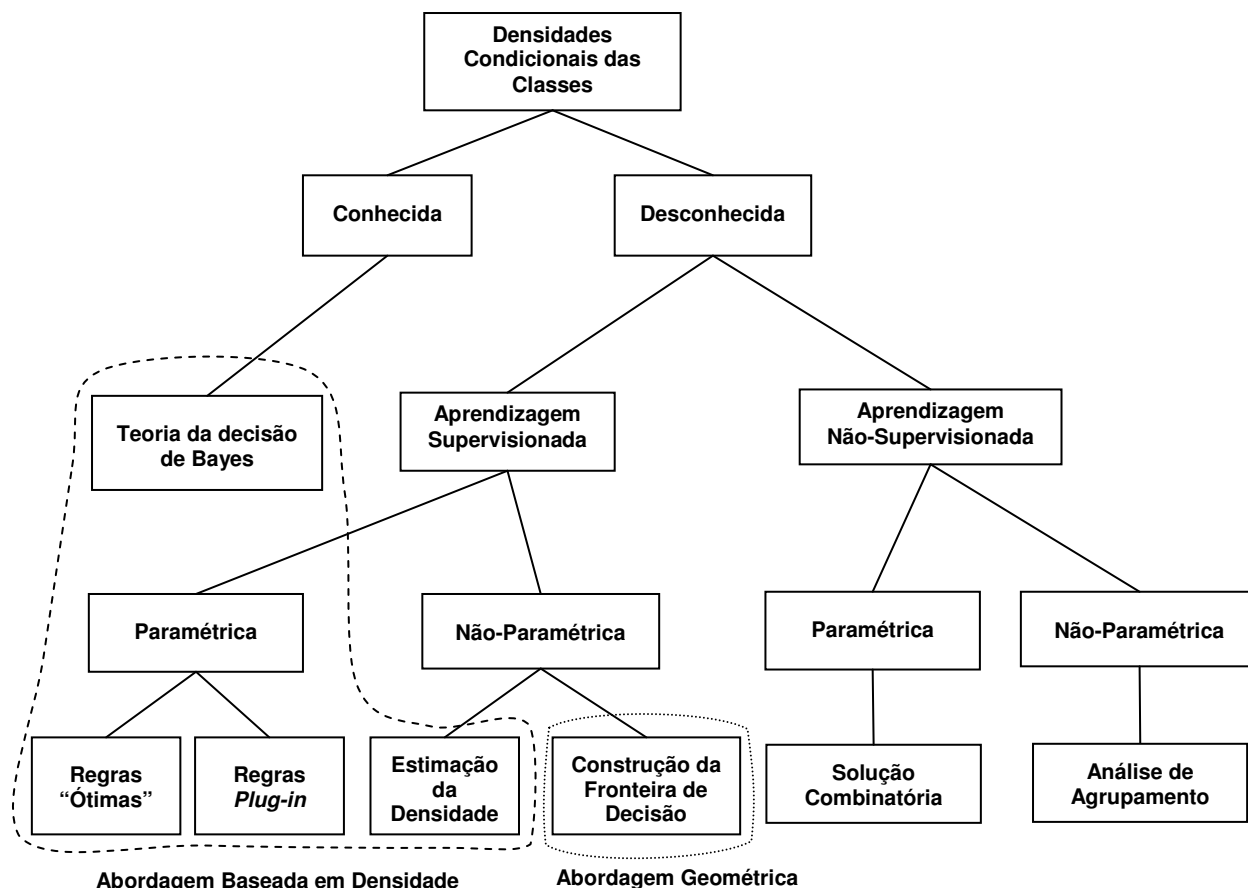 Densidades
Condicionais das
Classes
Conhecida
Desconhecida
Teoria da decisão
de Bayes
Aprendizagem
Supervisionada
Aprendizagem
Não-Supervisionada
Paramétrica
Não-Paramétrica
Paramétrica
Não-Paramétrica
Regras
“Ótimas”
Regras
Plug-in
Estimação
da
Densidade
Construção da
Fronteira de
Decisão
Solução
Combinatória
Análise de
Agrupamento
Abordagem Baseada em Densidade
Abordagem Geométrica